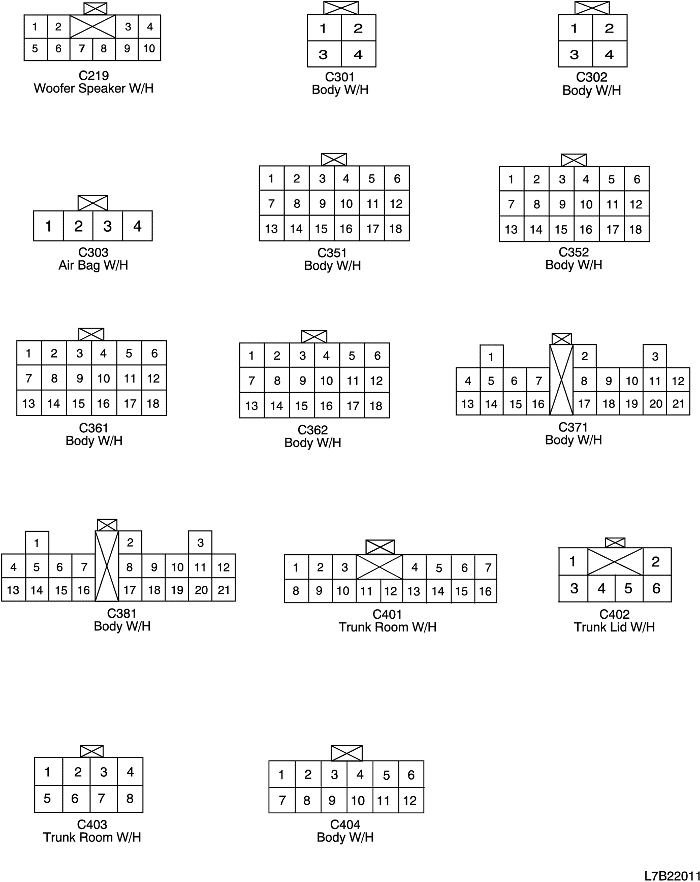 1 2 3 4
5 6 7 8 9 10
C219
Woofer Speaker W/H
1 2
3 4
C301
Body W/H
1 2
3 4
C302
Body W/H
1 2 3 4
C303
Air Bag W/H
1 2 3 4 5 6
7 8 9 10 11 12
13 14 15 16 17 18
C351
Body W/H
1 2 3 4 5 6
7 8 9 10 11 12
13 14 15 16 17 18
C352
Body W/H
1 2 3 4 5 6
7 8 9 10 11 12
13 14 15 16 17 18
C361
Body W/H
1 2 3 4 5 6
7 8 9 10 11 12
13 14 15 16 17 18
C362
Body W/H
1 2 3
4 5 6 7 8 9 10 11 12
13 14 15 16 17 18 19 20 21
C371
Body W/H
1 2 3
4 5 6 7 8 9 10 11 12
13 14 15 16 17 18 19 20 21
C381
Body W/H
1 2 3 4 5 6 7
8 9 10 11 12 13 14 15 16
C401
Trunk Room W/H
1 2
3 4 5 6
C402
Trunk Lid W/H
1 2 3 4
5 6 7 8
C403
Trunk Room W/H
1 2 3 4 5 6
7 8 9 10 11 12
C404
Body W/H
L7B22011